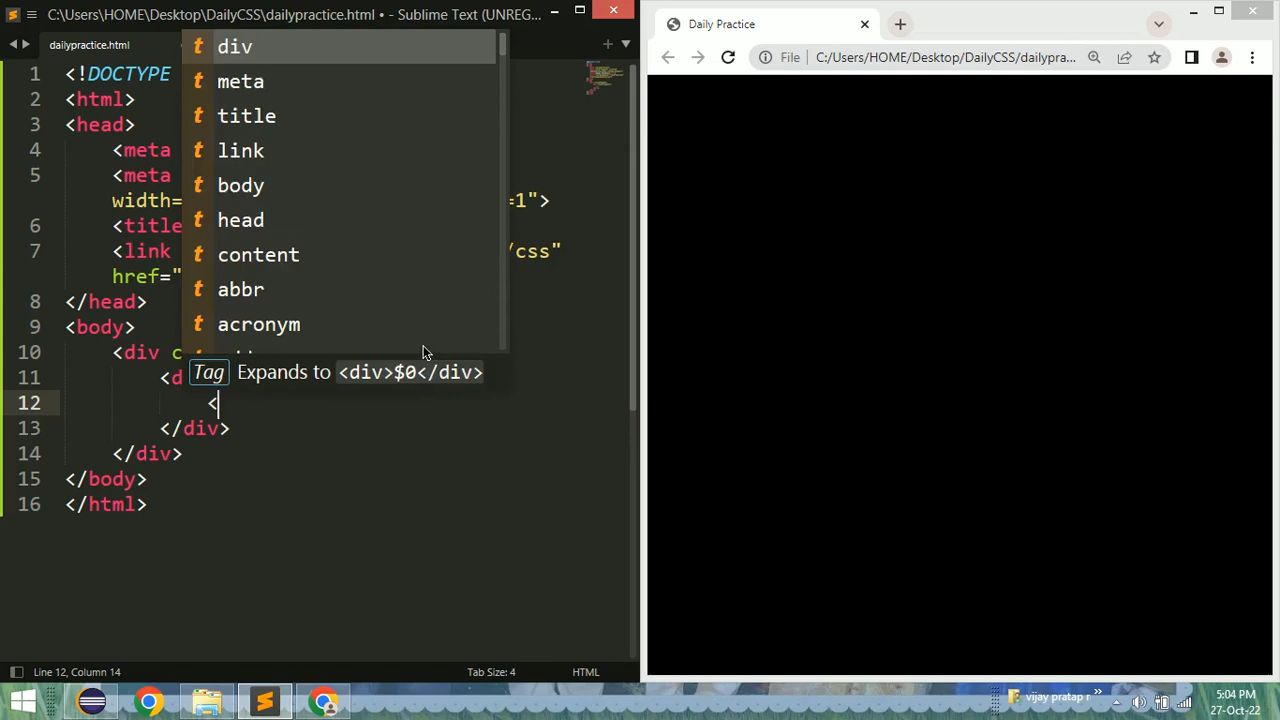 C:\Users\HOME\Desktop\DailyCSS\dailypractice.html • - Sublime Text (UNREG...
dailypractice.html
1 <!DOCTYPE
2 <html>
3 <head>
4 <meta
5 <meta
width= =1">
6 <title
7 <link /css"
href="
8 </head>
9 <body>
10 <div c
11 <d
12 <
13 </div>
14 </div>
15 </body>
16 </html>
t div
t meta
t title
t link
t body
t head
t content
t abbr
t acronym
Tag Expands to <div>$0</div>
Line 12, Column 14
Tab Size: 4
HTML
Daily Practice
File C:/Users/HOME/Desktop/DailyCSS/dailypra...
vijay pratap r
5:04 PM
27-Oct-22